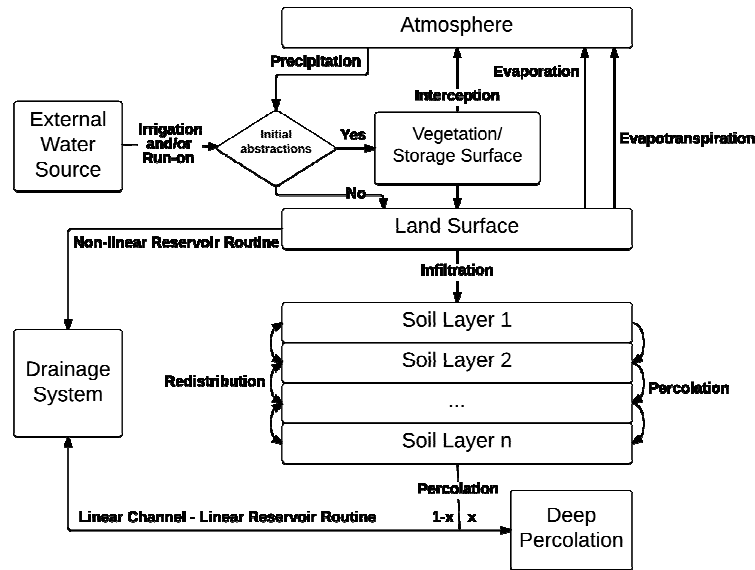 Atmosphere
Precipitation
Evaporation
Interception
External
Water
Source
Irrigation
and/or
Run-on
Initial
abstractions
Yes
Vegetation/
Storage Surface
Evapotranspiration
No
Land Surface
Non-linear Reservoir Routine
Infiltration
Soil Layer 1
Soil Layer 2
...
Soil Layer n
Redistribution
Percolation
Drainage
System
Percolation
Linear Channel - Linear Reservoir Routine
1-x
x
Deep
Percolation